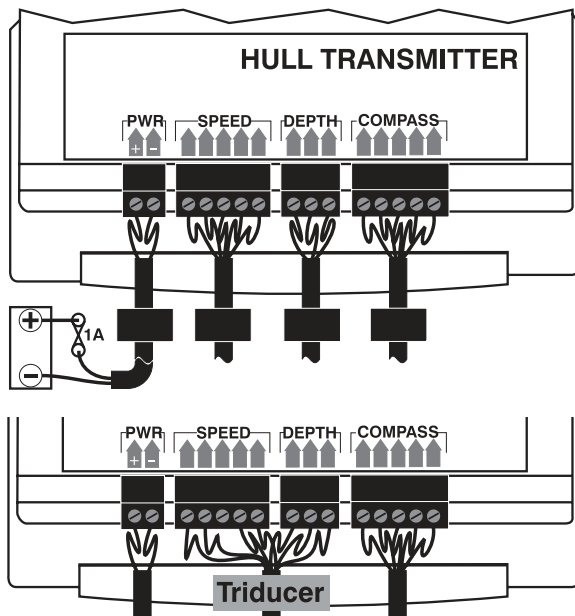 HULL TRANSMITTER
PWR SPEED DEPTH COMPASS
+ −
+
1A
−
PWR SPEED DEPTH COMPASS
+ −
Triducer